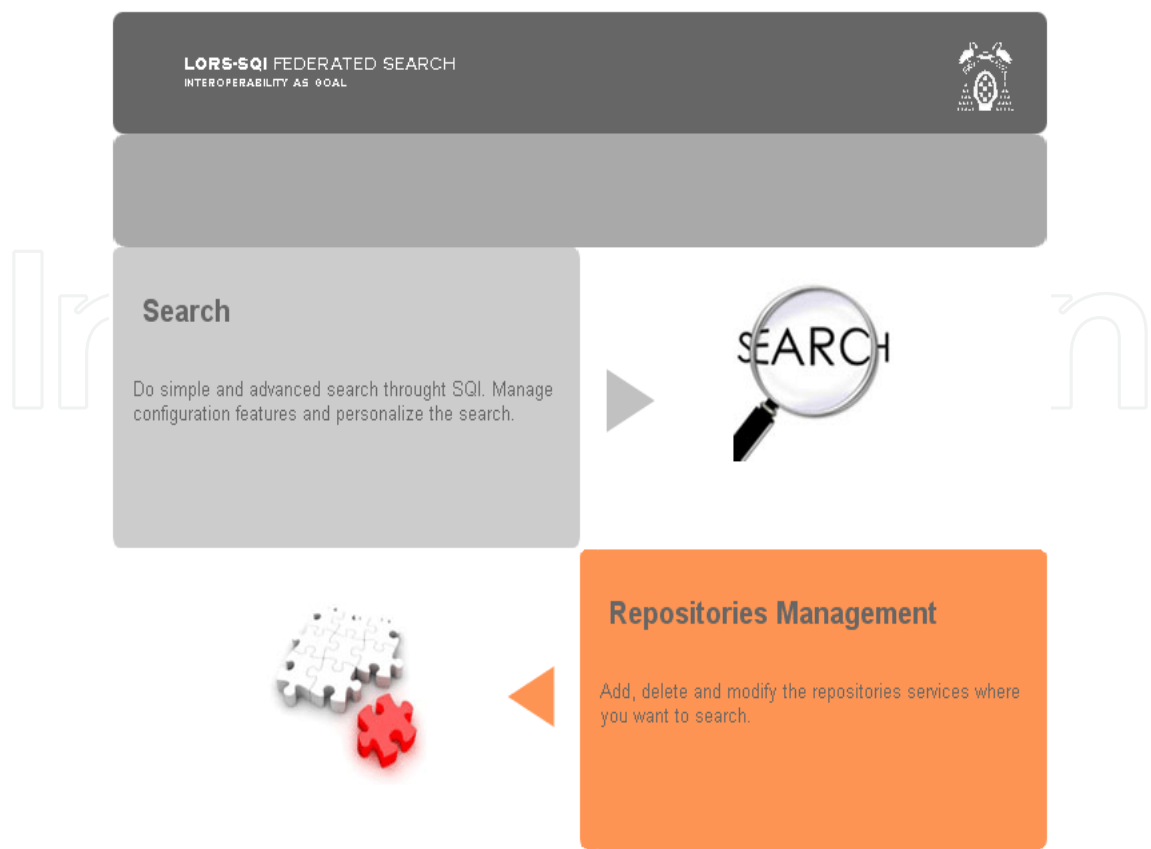 LORS-SQI FEDERATED SEARCH
INTEROPERABILITY AS GOAL
Search
Do simple and advanced search throught SQI. Manage
configuration features and personalize the search.
SEARCH
Repositories Management
Add, delete and modify the repositories services where
you want to search.